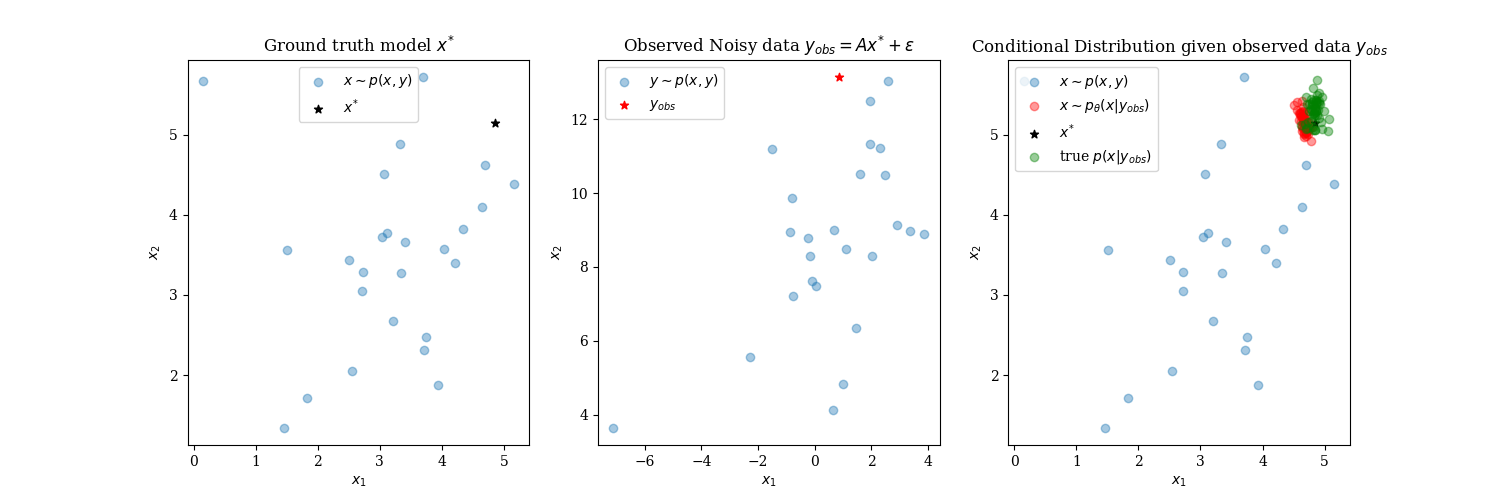 Ground truth model x*
x ~ p(x, y)
x*
5
4
3
2
x₂
0 1 2 3 4 5
x₁
Observed Noisy data y_obs = Ax* + ε
y ~ p(x, y)
y_obs
12
10
8
6
4
x₂
−6 −4 −2 0 2 4
x₁
Conditional Distribution given observed data y_obs
x ~ p(x, y)
x ~ p_θ(x|y_obs)
x*
true p(x|y_obs)
5
4
3
2
x₂
0 1 2 3 4 5
x₁